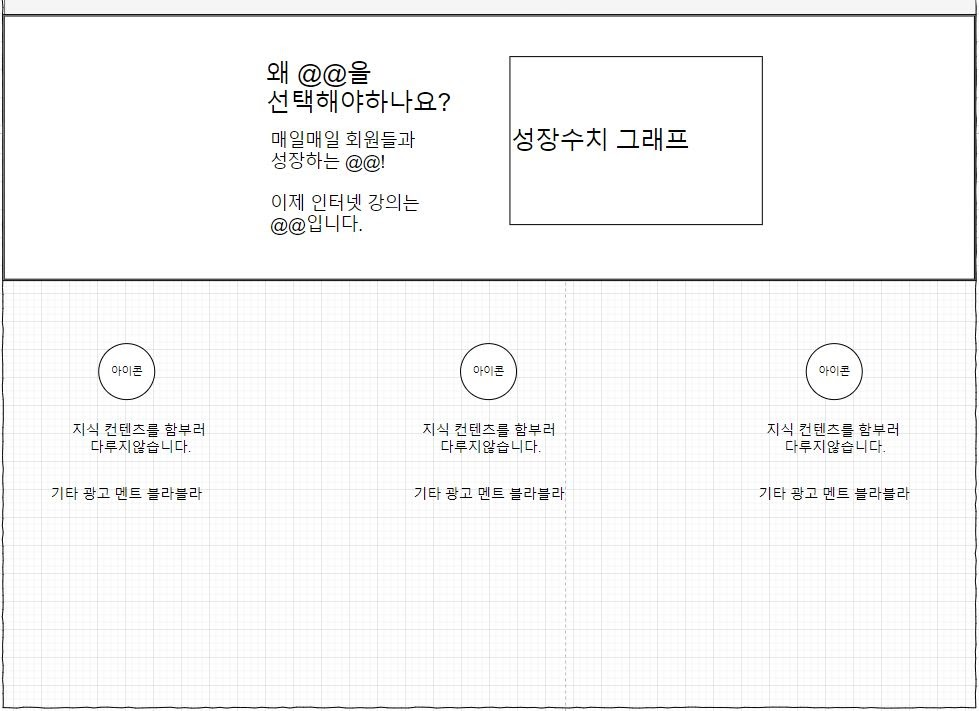 왜 @@을
선택해야하나요?
매일매일 회원들과
성장하는 @@!
이제 인터넷 강의는
@@입니다.
성장수치 그래프
아이콘
지식 컨텐츠를 함부러
다루지않습니다.
기타 광고 멘트 블라블라
아이콘
지식 컨텐츠를 함부러
다루지않습니다.
기타 광고 멘트 블라블라
아이콘
지식 컨텐츠를 함부러
다루지않습니다.
기타 광고 멘트 블라블라